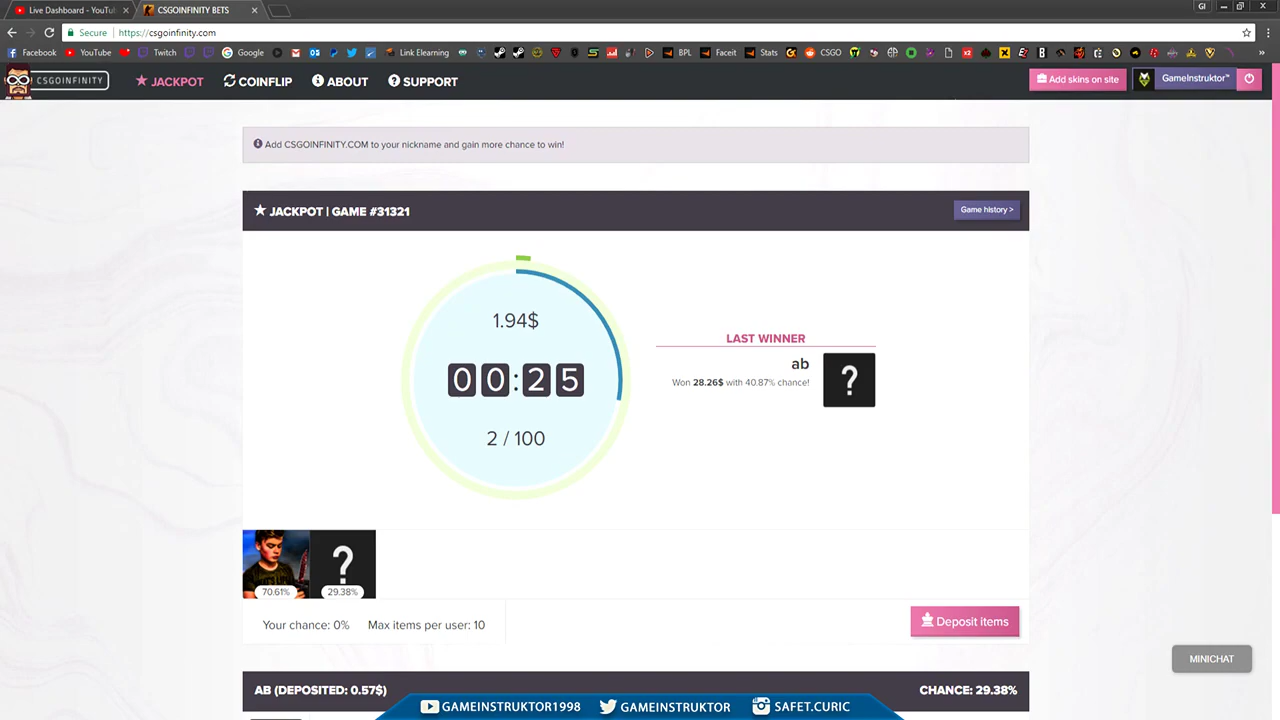 Live Dashboard - YouTu
CSGOINFINITY BETS
GI
Secure
https://csgoinfinity.com
Facebook YouTube Twitch Google Link Elearning BPL Faceit Stats CSGO
CSGOINFINITY
JACKPOT COINFLIP ABOUT SUPPORT
Add skins on site
GameInstruktor™
Add CSGOINFINITY.COM to your nickname and gain more chance to win!
JACKPOT | GAME #31321
Game history >
1.94$
00:25
2 / 100
LAST WINNER
ab
Won 28.26$ with 40.87% chance!
?
?
70.61% 29.38%
Your chance: 0% Max items per user: 10
Deposit items
MINICHAT
AB (DEPOSITED: 0.57$) CHANCE: 29.38%
GAMEINSTRUKTOR1998 GAMEINSTRUKTOR SAFET.CURIC